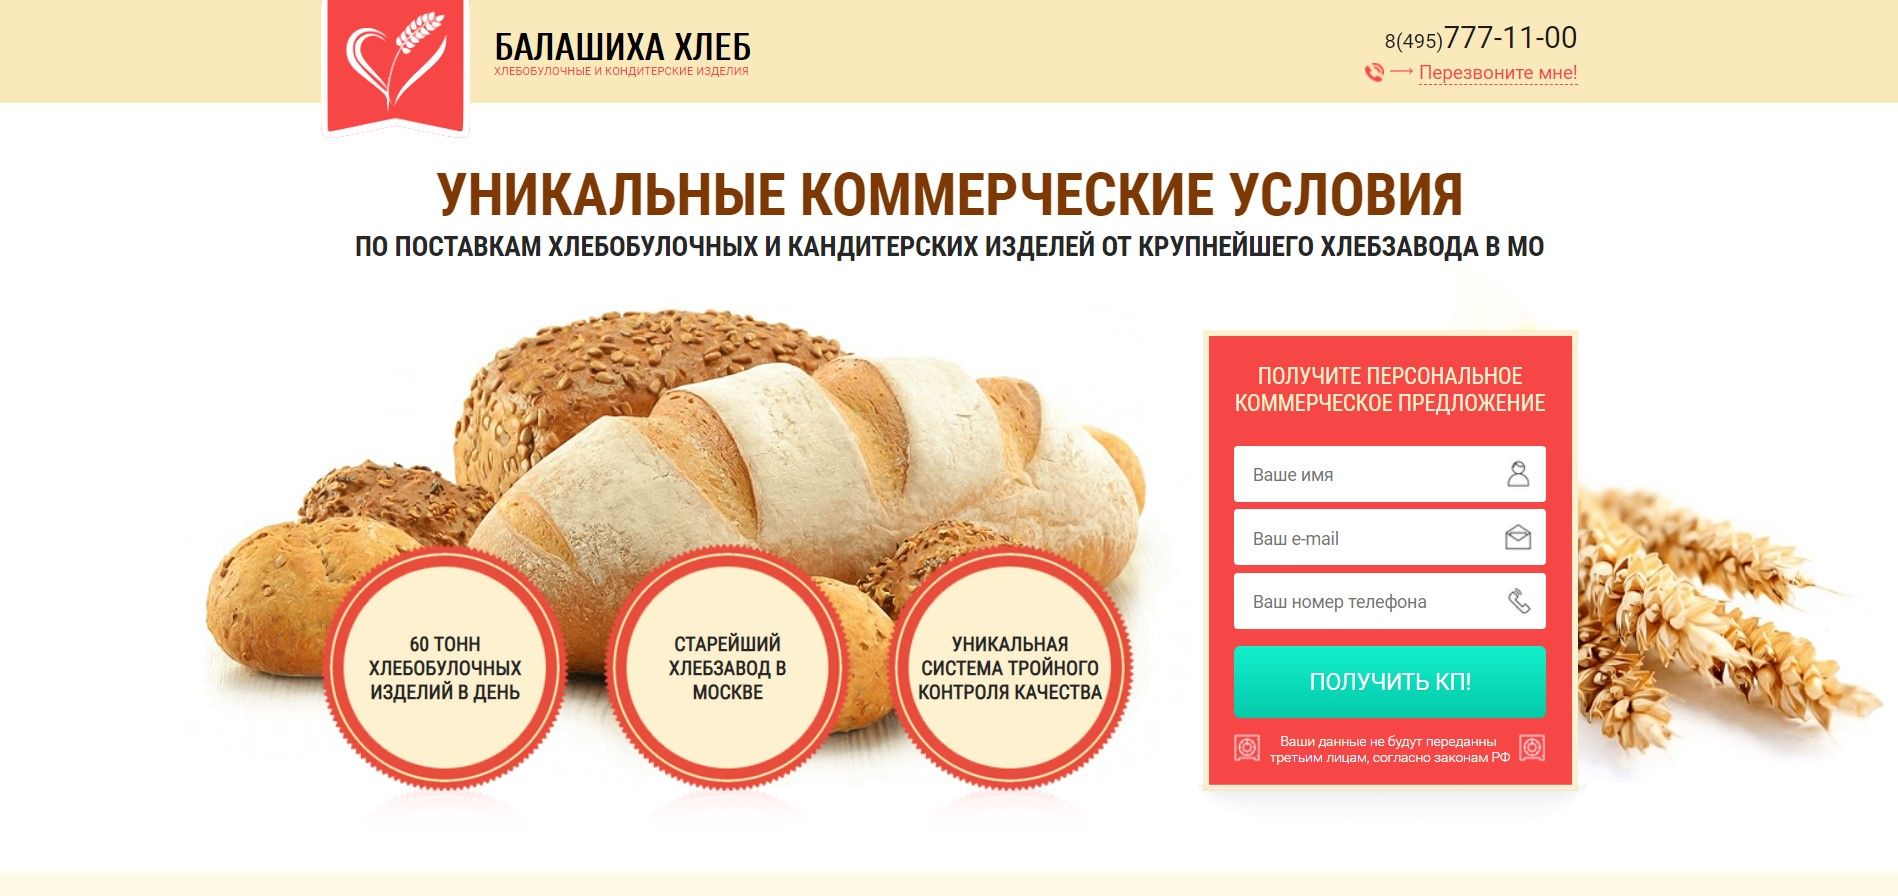 БАЛАШИХА ХЛЕБ
ХЛЕБОБУЛОЧНЫЕ И КОНДИТЕРСКИЕ ИЗДЕЛИЯ
8(495)777-11-00
Перезвоните мне!
УНИКАЛЬНЫЕ КОММЕРЧЕСКИЕ УСЛОВИЯ
ПО ПОСТАВКАМ ХЛЕБОБУЛОЧНЫХ И КАНДИТЕРСКИХ ИЗДЕЛЕЙ ОТ КРУПНЕЙШЕГО ХЛЕБЗАВОДА В МО
60 ТОНН
ХЛЕБОБУЛОЧНЫХ
ИЗДЕЛИЙ В ДЕНЬ
СТАРЕЙШИЙ
ХЛЕБЗАВОД В
МОСКВЕ
УНИКАЛЬНАЯ
СИСТЕМА ТРОЙНОГО
КОНТРОЛЯ КАЧЕСТВА
ПОЛУЧИТЕ ПЕРСОНАЛЬНОЕ
КОММЕРЧЕСКОЕ ПРЕДЛОЖЕНИЕ
Ваше имя
Ваш e-mail
Ваш номер телефона
ПОЛУЧИТЬ КП!
Ваши данные не будут переданны
третьим лицам, согласно законам РФ